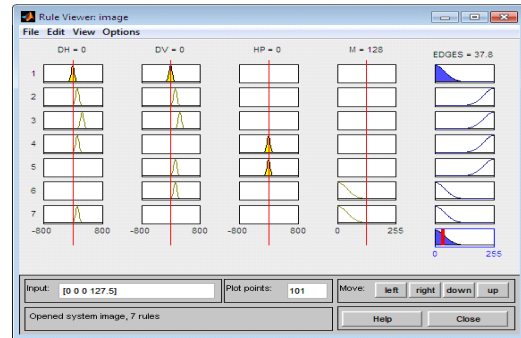 Rule Viewer: image
File Edit View Options
DH = 0 DV = 0 HP = 0 M = 128 EDGES = 37.8
1
2
3
4
5
6
7
-800 800 -800 800 -800 800 0 255
0 255
Input: [0 0 0 127.5] Plot points: 101 Move: left right down up
Opened system image, 7 rules Help Close